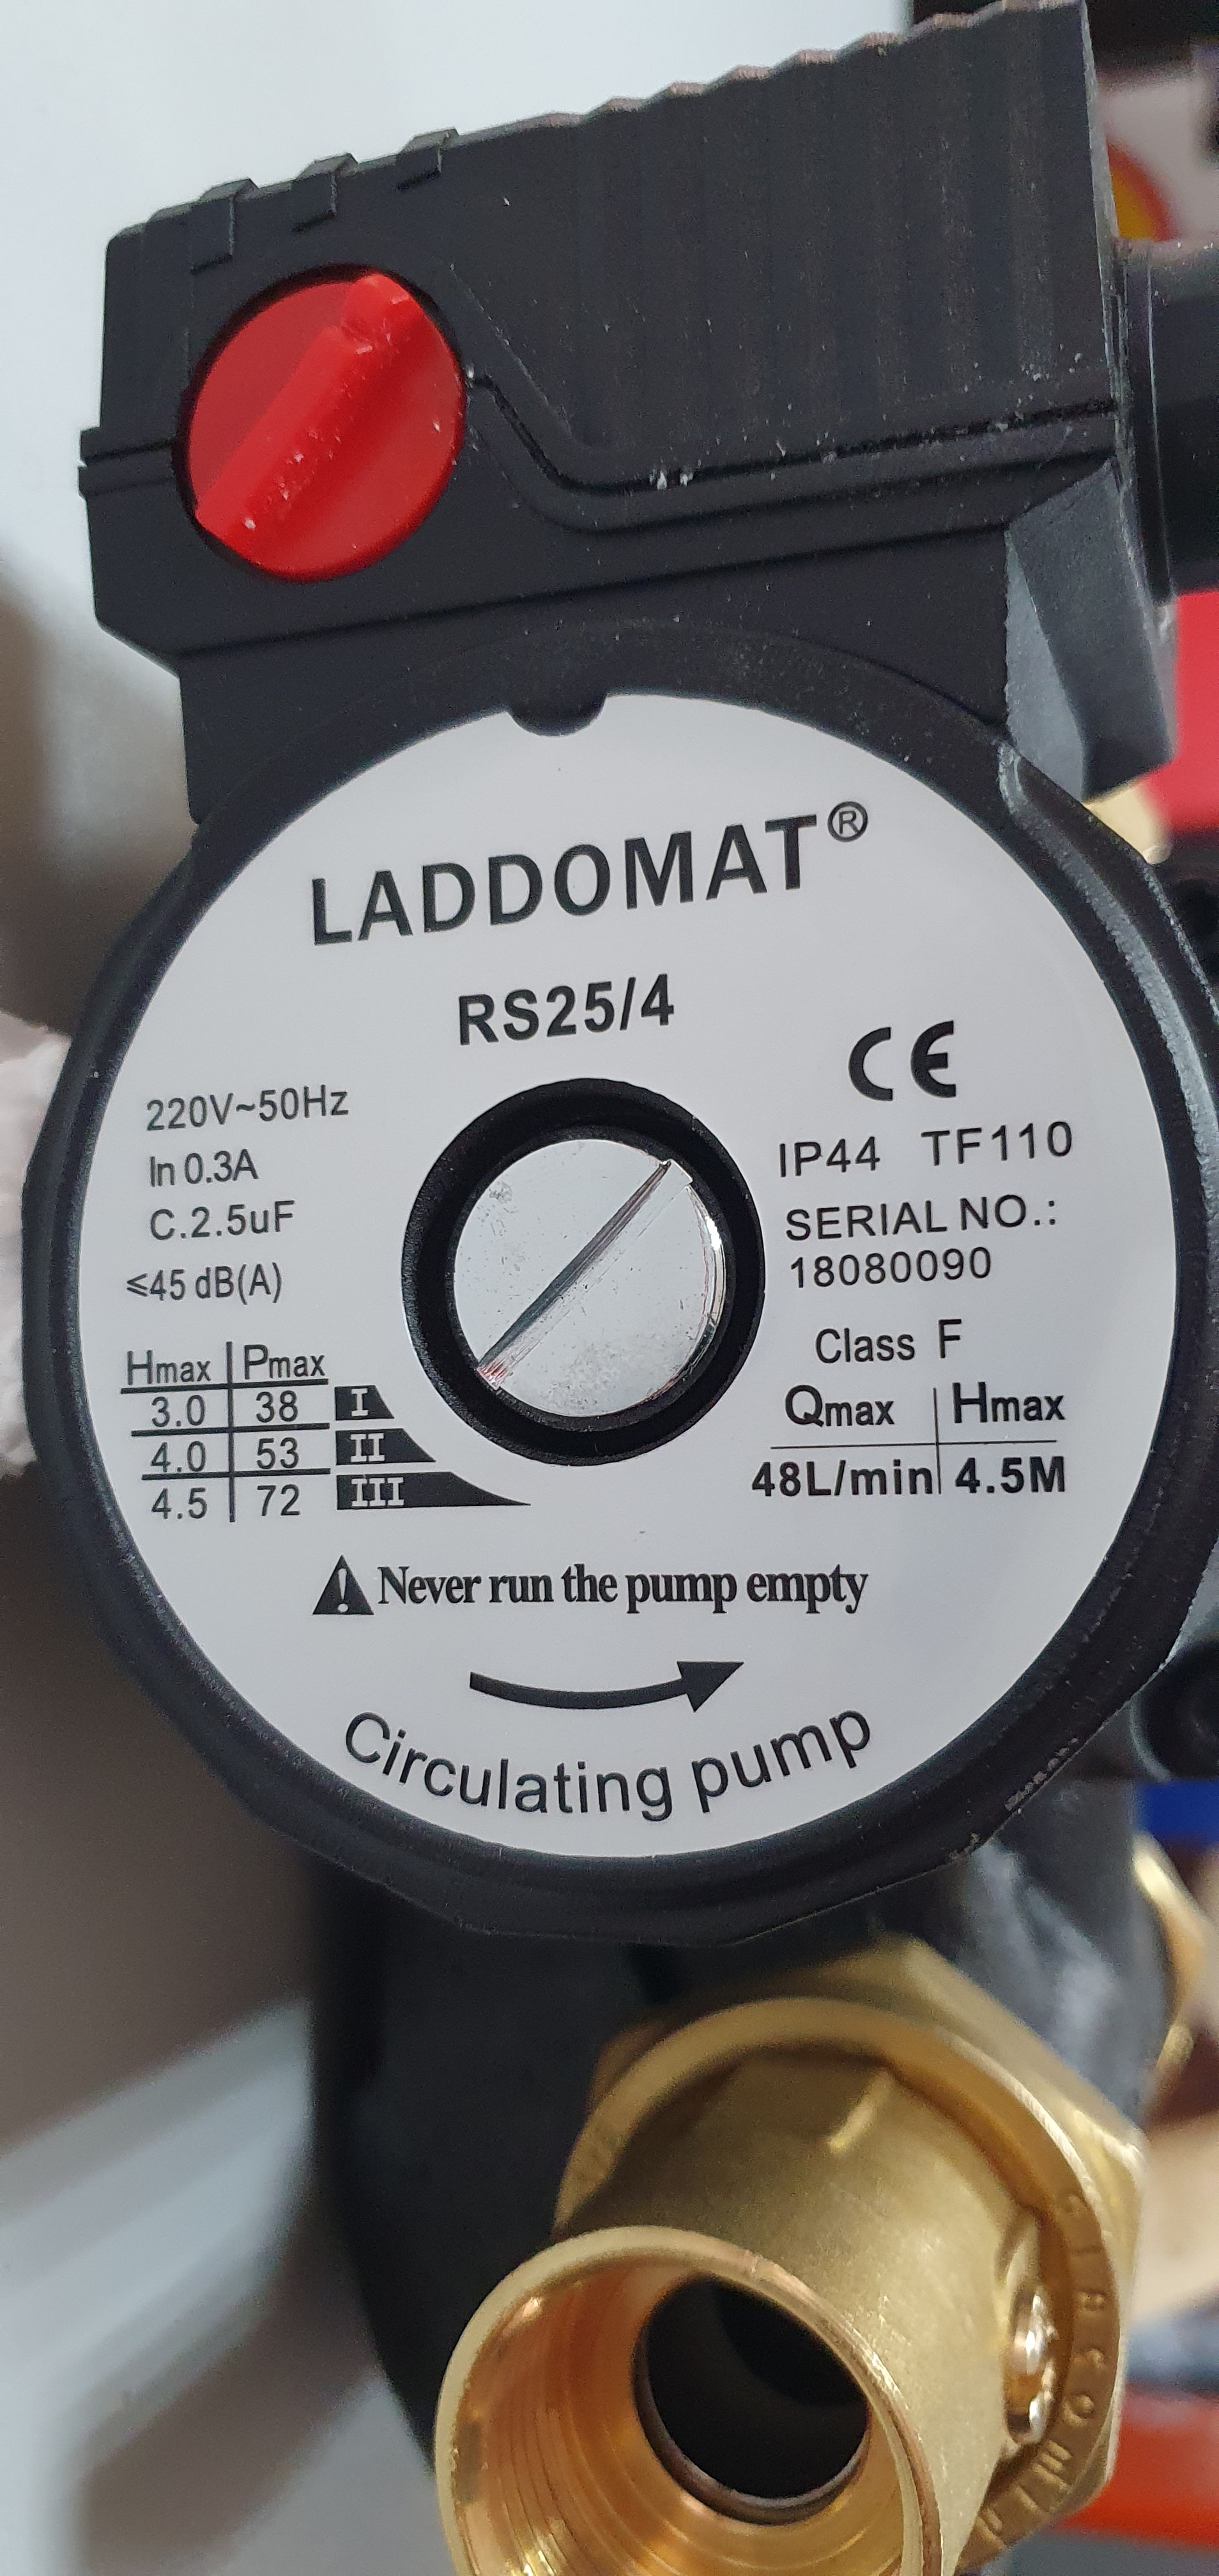 LADDOMAT®
RS25/4
CE
220V~50Hz
In 0.3A
C.2.5uF
≤45 dB(A)
IP44 TF110
SERIAL NO.:
18080090
Class F
Hmax Pmax
3.0 38 I
4.0 53 II
4.5 72 III
Qmax Hmax
48L/min 4.5M
Never run the pump empty
Circulating pump